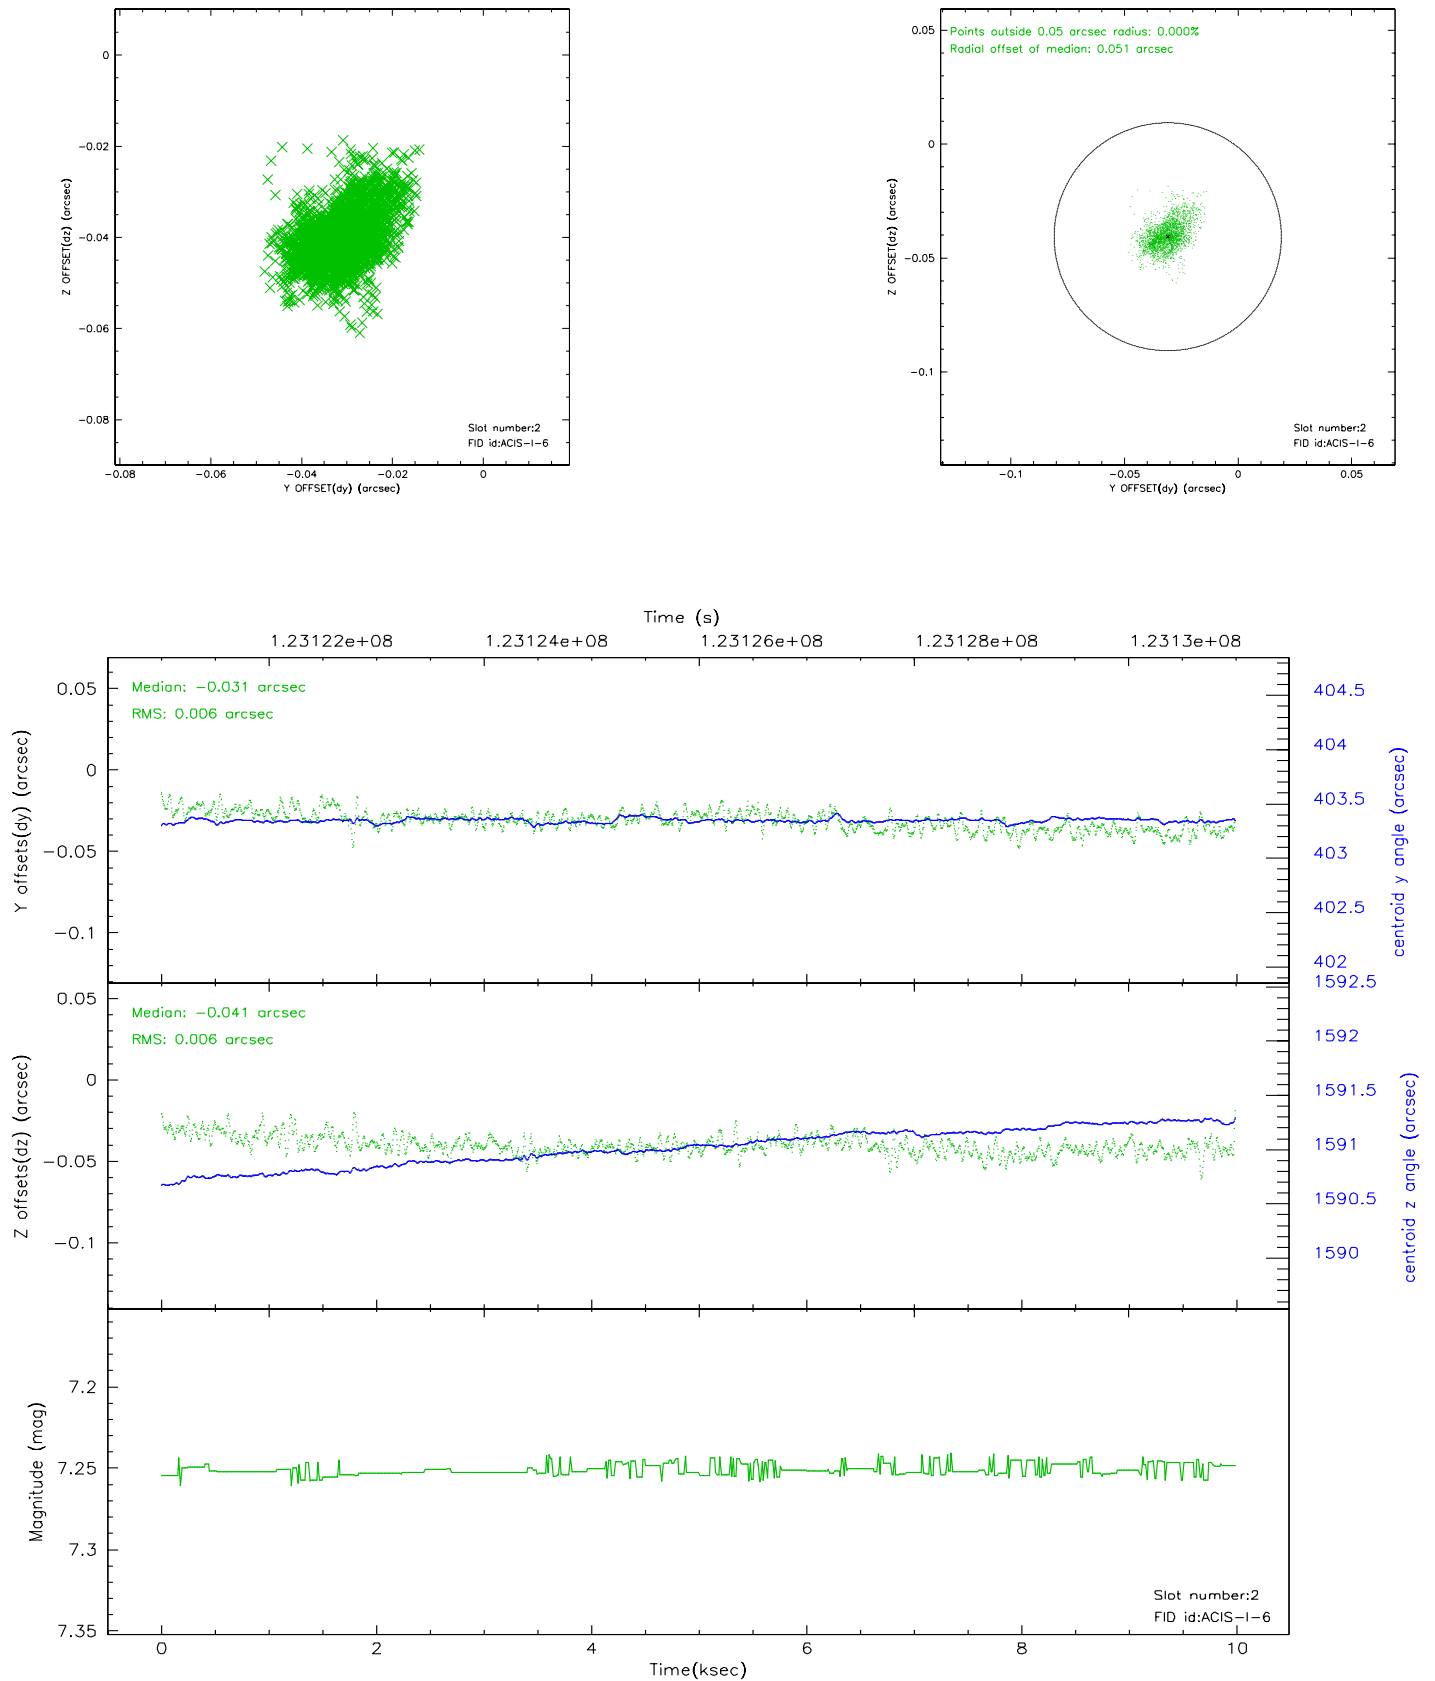 0
−0.02
−0.04
−0.06
−0.08
Z OFFSET(dz) (arcsec)
Slot number:2
FID id:ACIS−I−6
−0.08 −0.06 −0.04 −0.02 0
Y OFFSET(dy) (arcsec)
Points outside 0.05 arcsec radius: 0.000%
Radial offset of median: 0.051 arcsec
0.05
0
−0.05
−0.1
Z OFFSET(dz) (arcsec)
Slot number:2
FID id:ACIS−I−6
−0.1 −0.05 0 0.05
Y OFFSET(dy) (arcsec)
Time (s)
1.23122e+08 1.23124e+08 1.23126e+08 1.23128e+08 1.2313e+08
Median: −0.031 arcsec
RMS: 0.006 arcsec
0.05
0
−0.05
−0.1
Y offsets(dy) (arcsec)
404.5
404
403.5
403
402.5
402
centroid y angle (arcsec)
Median: −0.041 arcsec
RMS: 0.006 arcsec
0.05
0
−0.05
−0.1
Z offsets(dz) (arcsec)
1592.5
1592
1591.5
1591
1590.5
1590
centroid z angle (arcsec)
7.2
7.25
7.3
7.35
Magnitude (mag)
Slot number:2
FID id:ACIS−I−6
0 2 4 6 8 10
Time(ksec)